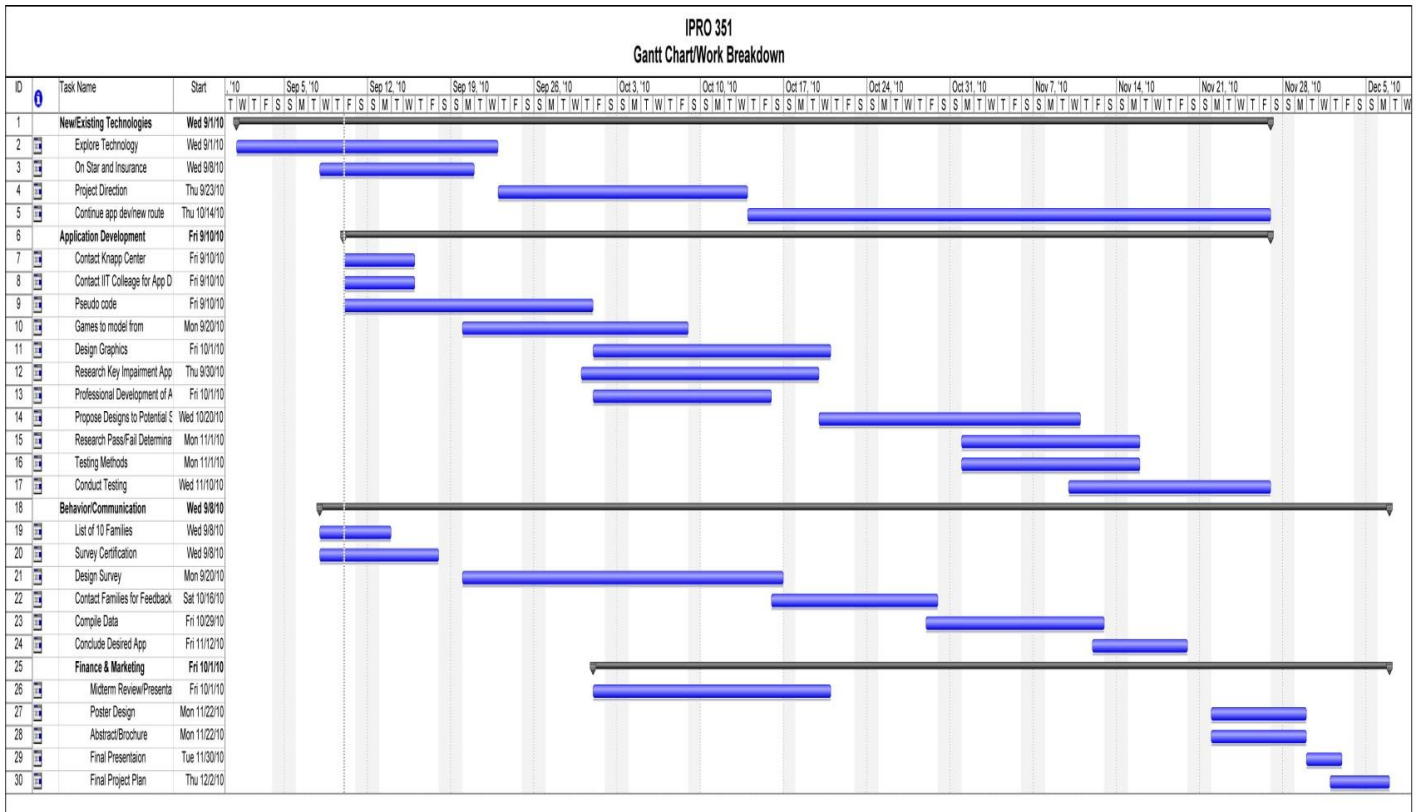 IPRO 351
Gantt Chart/Work Breakdown
ID Task Name Start , '10 Sep 5, '10 Sep 12, '10 Sep 19, '10 Sep 26, '10 Oct 3, '10 Oct 10, '10 Oct 17, '10 Oct 24, '10 Oct 31, '10 Nov 7, '10 Nov 14, '10 Nov 21, '10 Nov 28, '10 Dec 5, '10
T W T F S S M T W T F S S M T W T F S S M T W T F S S M T W T F S S M T W T F S S M T W T F S S M T W T F S S M T W T F S S M T W T F S S M T W T F S S M T W T F S S M T W T F S S M T W T F S S M T W
1 New/Existing Technologies Wed 9/1/10
2 Explore Technology Wed 9/1/10
3 On Star and Insurance Wed 9/8/10
4 Project Direction Thu 9/23/10
5 Continue app dev/new route Thu 10/14/10
6 Application Development Fri 9/10/10
7 Contact Knapp Center Fri 9/10/10
8 Contact IIT Colleage for App D Fri 9/10/10
9 Pseudo code Fri 9/10/10
10 Games to model from Mon 9/20/10
11 Design Graphics Fri 10/1/10
12 Research Key Impairment App Thu 9/30/10
13 Professional Development of A Fri 10/1/10
14 Propose Designs to Potential S Wed 10/20/10
15 Research Pass/Fail Determina Mon 11/1/10
16 Testing Methods Mon 11/1/10
17 Conduct Testing Wed 11/10/10
18 Behavior/Communication Wed 9/8/10
19 List of 10 Families Wed 9/8/10
20 Survey Certification Wed 9/8/10
21 Design Survey Mon 9/20/10
22 Contact Families for Feedback Sat 10/16/10
23 Compile Data Fri 10/29/10
24 Conclude Desired App Fri 11/12/10
25 Finance & Marketing Fri 10/1/10
26 Midterm Review/Presenta Fri 10/1/10
27 Poster Design Mon 11/22/10
28 Abstract/Brochure Mon 11/22/10
29 Final Presentaion Tue 11/30/10
30 Final Project Plan Thu 12/2/10